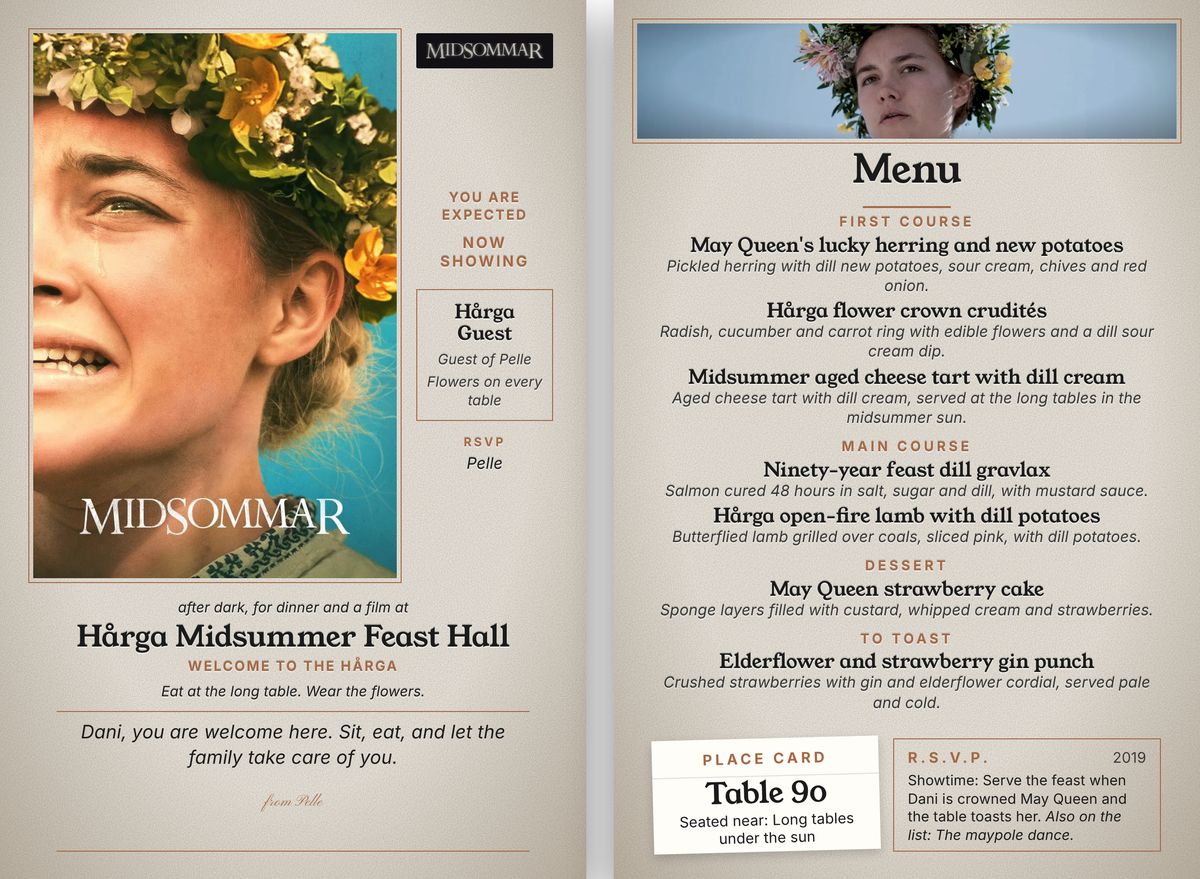 MIDSOMMAR
YOU ARE
EXPECTED
NOW
SHOWING
Hårga
Guest
Guest of Pelle
Flowers on every
table
RSVP
Pelle
MIDSOMMAR
after dark, for dinner and a film at
Hårga Midsummer Feast Hall
WELCOME TO THE HÅRGA
Eat at the long table. Wear the flowers.
Dani, you are welcome here. Sit, eat, and let the
family take care of you.
from Pelle
Menu
FIRST COURSE
May Queen's lucky herring and new potatoes
Pickled herring with dill new potatoes, sour cream, chives and red
onion.
Hårga flower crown crudités
Radish, cucumber and carrot ring with edible flowers and a dill sour
cream dip.
Midsummer aged cheese tart with dill cream
Aged cheese tart with dill cream, served at the long tables in the
midsummer sun.
MAIN COURSE
Ninety-year feast dill gravlax
Salmon cured 48 hours in salt, sugar and dill, with mustard sauce.
Hårga open-fire lamb with dill potatoes
Butterflied lamb grilled over coals, sliced pink, with dill potatoes.
DESSERT
May Queen strawberry cake
Sponge layers filled with custard, whipped cream and strawberries.
TO TOAST
Elderflower and strawberry gin punch
Crushed strawberries with gin and elderflower cordial, served pale
and cold.
PLACE CARD
Table 90
Seated near: Long tables
under the sun
R.S.V.P. 2019
Showtime: Serve the feast when
Dani is crowned May Queen and
the table toasts her. Also on the
list: The maypole dance.